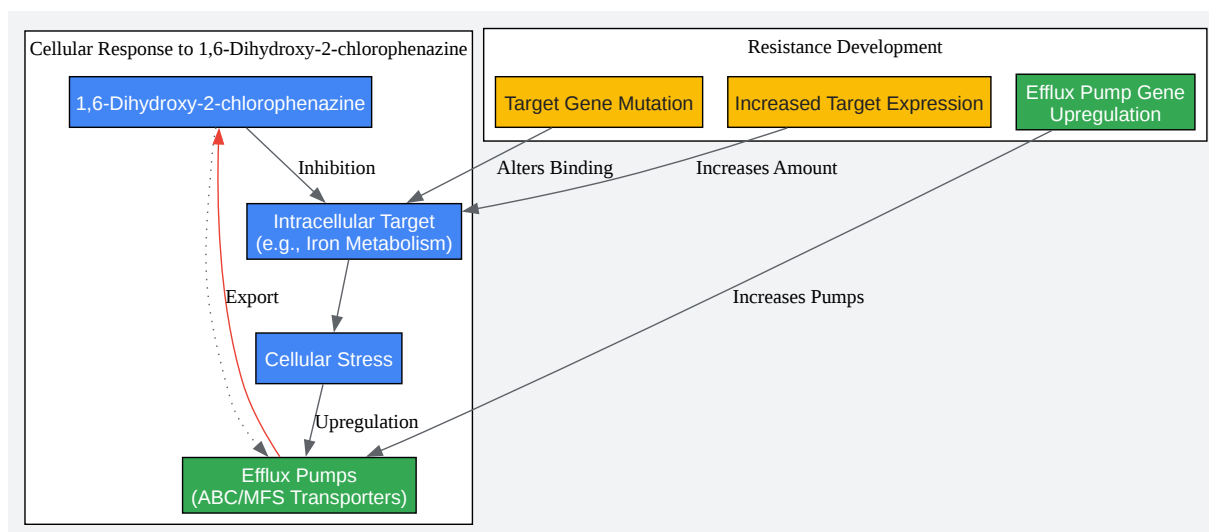 Cellular Response to 1,6-Dihydroxy-2-chlorophenazine
1,6-Dihydroxy-2-chlorophenazine
Inhibition
Intracellular Target
(e.g., Iron Metabolism)
Export
Cellular Stress
Upregulation
Efflux Pumps
(ABC/MFS Transporters)
Resistance Development
Target Gene Mutation
Increased Target Expression
Efflux Pump Gene
Upregulation
Alters Binding
Increases Amount
Increases Pumps